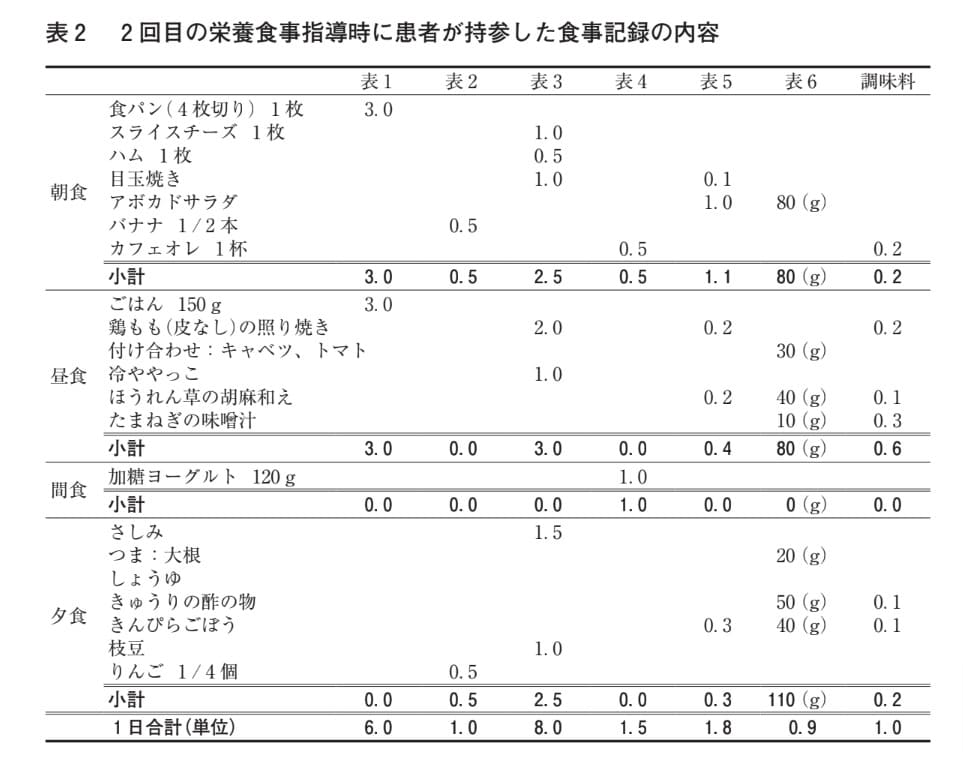 表２　２回目の栄養食事指導時に患者が持参した食事記録の内容
表１ 表２ 表３ 表４ 表５ 表６ 調味料
朝食
食パン（４枚切り） １枚 3.0
スライスチーズ １枚 1.0
ハム １枚 0.5
目玉焼き 1.0 0.1
アボカドサラダ 1.0 80（g）
バナナ １/２本 0.5
カフェオレ １杯 0.5 0.2
小計 3.0 0.5 2.5 0.5 1.1 80（g） 0.2
昼食
ごはん 150ｇ 3.0
鶏もも（皮なし）の照り焼き 2.0 0.2 0.2
付け合わせ：キャベツ、トマト 30（g）
冷ややっこ 1.0
ほうれん草の胡麻和え 0.2 40（g） 0.1
たまねぎの味噌汁 10（g） 0.3
小計 3.0 0.0 3.0 0.0 0.4 80（g） 0.6
間食
加糖ヨーグルト 120ｇ 1.0
小計 0.0 0.0 0.0 1.0 0.0 0（g） 0.0
夕食
さしみ 1.5
つま：大根 20（g）
しょうゆ
きゅうりの酢の物 50（g） 0.1
きんぴらごぼう 0.3 40（g） 0.1
枝豆 1.0
りんご １/４個 0.5
小計 0.0 0.5 2.5 0.0 0.3 110（g） 0.2
１日合計（単位） 6.0 1.0 8.0 1.5 1.8 0.9 1.0